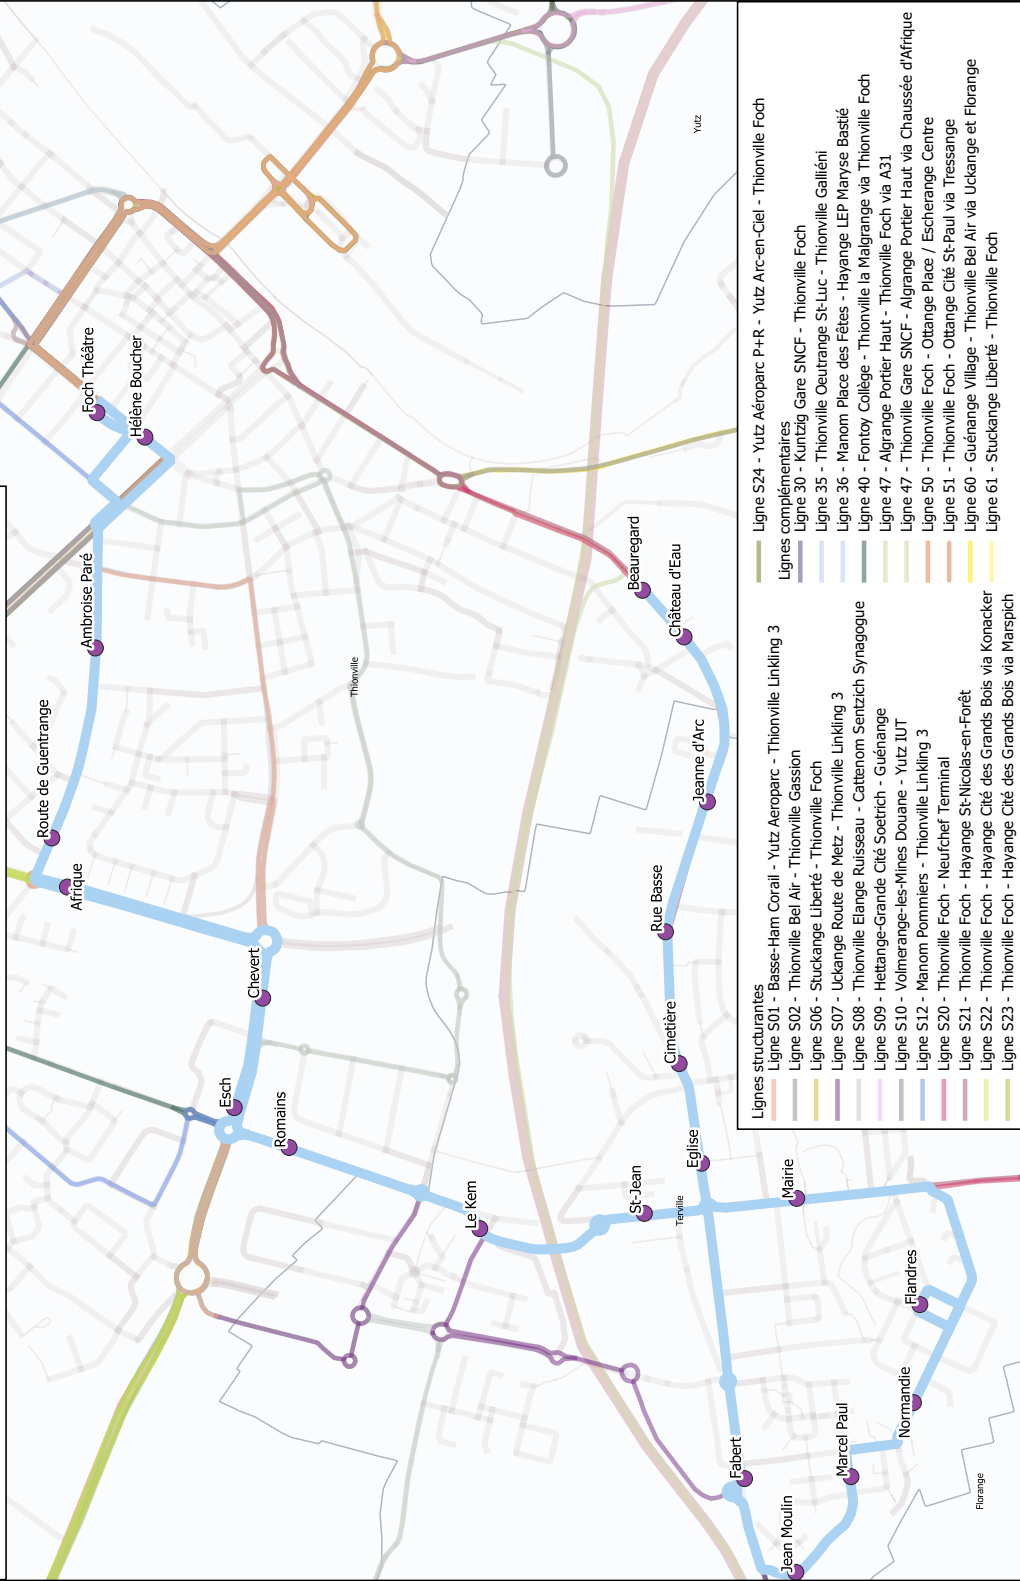 Foch Théâtre
Hélène Boucher
Ambroise Paré
Route de Guentrange
Afrique
Chevert
Esch
Romains
Le Kem
St-Jean
Eglise
Cimetière
Rue Basse
Jeanne d'Arc
Château d'Eau
Beauregard
Mairie
Flandres
Normandie
Marcel Paul
Fabert
Jean Moulin
Thionville
Yutz
Terville
Florange
Lignes structurantes
Ligne S01 - Basse-Ham Corail - Yutz Aeroparc - Thionville Linkling 3
Ligne S02 - Thionville Bel Air - Thionville Gassion
Ligne S06 - Stuckange Liberté - Thionville Foch
Ligne S07 - Uckange Route de Metz - Thionville Linkling 3
Ligne S08 - Thionville Elange Ruisseau - Cattenom Sentzich Synagogue
Ligne S09 - Hettange-Grande Cité Soetrich - Guénange
Ligne S10 - Volmerange-les-Mines Douane - Yutz IUT
Ligne S12 - Manom Pommiers - Thionville Linkling 3
Ligne S20 - Thionville Foch - Neufchef Terminal
Ligne S21 - Thionville Foch - Hayange St-Nicolas-en-Forêt
Ligne S22 - Thionville Foch - Hayange Cité des Grands Bois via Konacker
Ligne S23 - Thionville Foch - Hayange Cité des Grands Bois via Marspich
Ligne S24 - Yutz Aéroparc P+R - Yutz Arc-en-Ciel - Thionville Foch
Lignes complémentaires
Ligne 30 - Kuntzig Gare SNCF - Thionville Foch
Ligne 35 - Thionville Oeutrange St-Luc - Thionville Galliéni
Ligne 36 - Manom Place des Fêtes - Hayange LEP Maryse Bastié
Ligne 40 - Fontoy Collège - Thionville la Malgrange via Thionville Foch
Ligne 47 - Algrange Portier Haut - Thionville Foch via A31
Ligne 47 - Thionville Gare SNCF - Algrange Portier Haut via Chaussée d'Afrique
Ligne 50 - Thionville Foch - Ottange Place / Escherange Centre
Ligne 51 - Thionville Foch - Ottange Cité St-Paul via Tressange
Ligne 60 - Guénange Village - Thionville Bel Air via Uckange et Florange
Ligne 61 - Stuckange Liberté - Thionville Foch